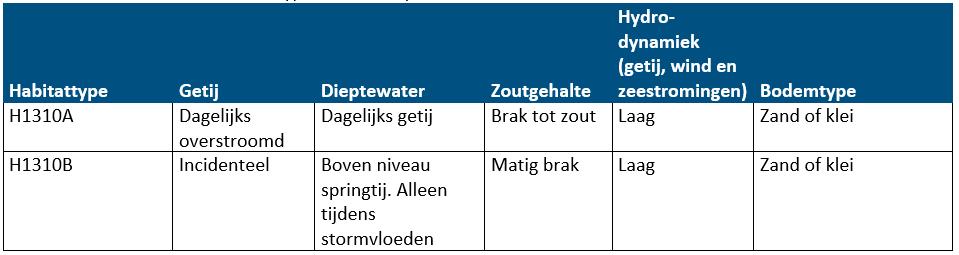 Hydro-
dynamiek
(getij, wind en
Habitattype Getij Dieptewater Zoutgehalte zeestromingen) Bodemtype
H1310A Dagelijks Dagelijks getij Brak tot zout Laag Zand of klei
overstroomd
H1310B Incidenteel Boven niveau Matig brak Laag Zand of klei
springtij. Alleen
tijdens
stormvloeden